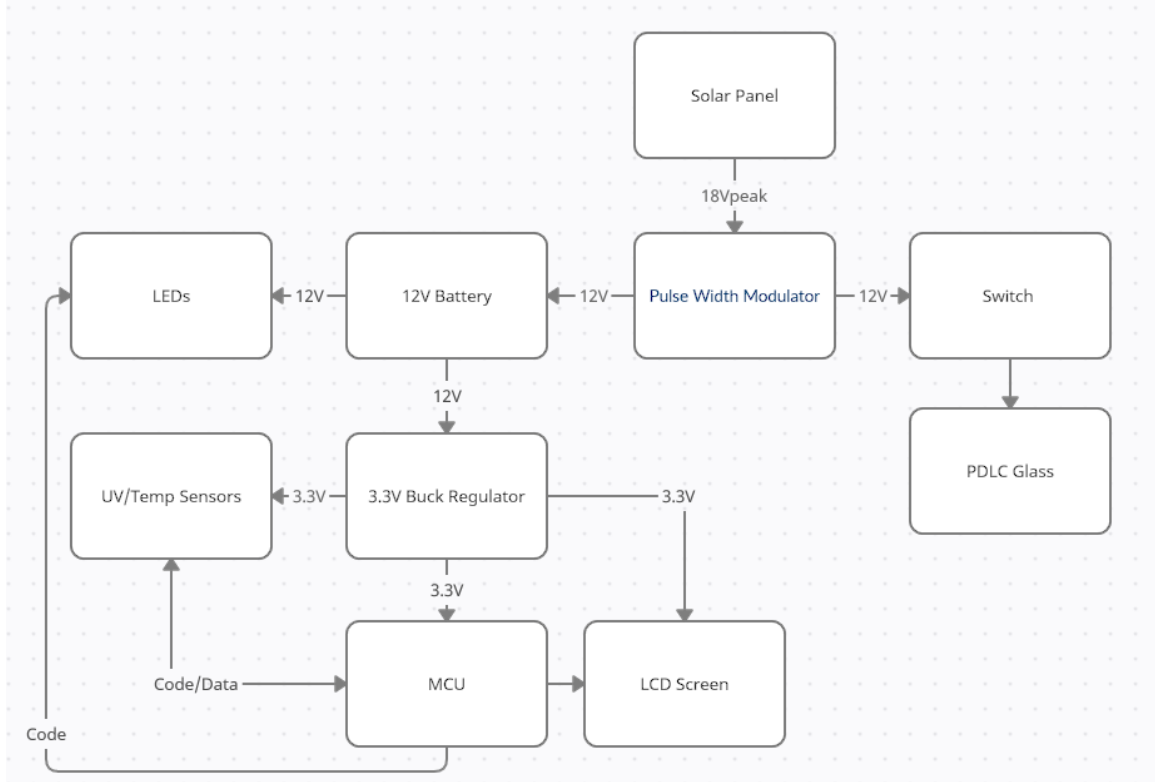 Solar Panel
18Vpeak
LEDs
12V
12V Battery
12V
Pulse Width Modulator
12V
Switch
12V
PDLC Glass
UV/Temp Sensors
3.3V
3.3V Buck Regulator
3.3V
3.3V
Code/Data
MCU
LCD Screen
Code